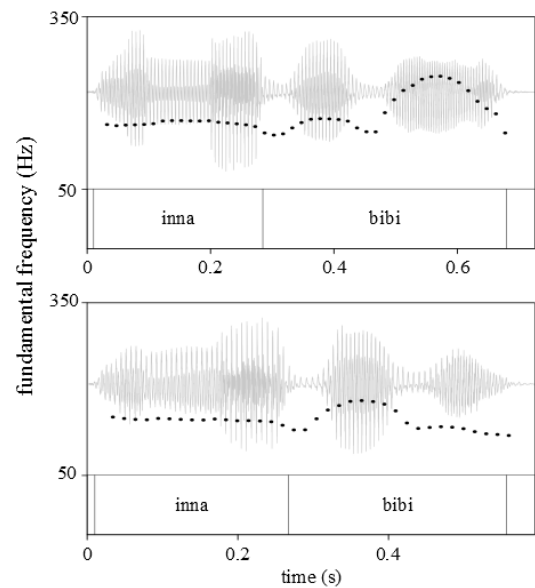 350
50
inna bibi
0 0.2 0.4 0.6
350
50
inna bibi
0 0.2 0.4
time (s)
fundamental frequency (Hz)